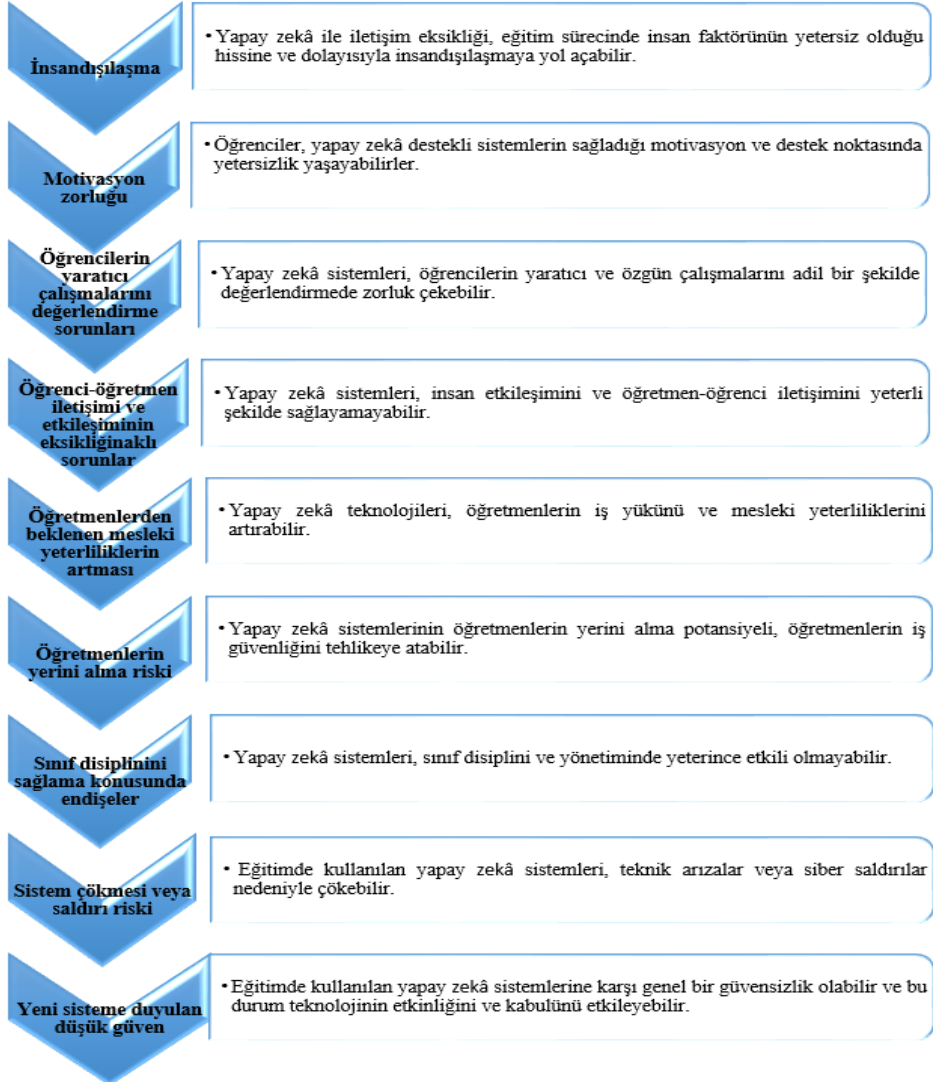 İnsandışılaşma
• Yapay zekâ ile iletişim eksikliği, eğitim sürecinde insan faktörünün yetersiz olduğu
hissine ve dolayısıyla insandışılaşmaya yol açabilir.
Motivasyon
zorluğu
• Öğrenciler, yapay zekâ destekli sistemlerin sağladığı motivasyon ve destek noktasında
yetersizlik yaşayabilirler.
Öğrencilerin
yaratıcı
çalışmalarını
değerlendirme
sorunları
• Yapay zekâ sistemleri, öğrencilerin yaratıcı ve özgün çalışmalarını adil bir şekilde
değerlendirmede zorluk çekebilir.
Öğrenci-öğretmen
iletişimi ve
etkileşiminin
eksikliğinaklı
sorunlar
• Yapay zekâ sistemleri, insan etkileşimini ve öğretmen-öğrenci iletişimini yeterli
şekilde sağlayamayabilir.
Öğretmenlerden
beklenen mesleki
yeterliliklerin
artması
• Yapay zekâ teknolojileri, öğretmenlerin iş yükünü ve mesleki yeterliliklerini
artırabilir.
Öğretmenlerin
yerini alma riski
• Yapay zekâ sistemlerinin öğretmenlerin yerini alma potansiyeli, öğretmenlerin iş
güvenliğini tehlikeye atabilir.
Sınıf disiplinini
sağlama konusunda
endişeler
• Yapay zekâ sistemleri, sınıf disiplini ve yönetiminde yeterince etkili olmayabilir.
Sistem çökmesi veya
saldırı riski
• Eğitimde kullanılan yapay zekâ sistemleri, teknik arızalar veya siber saldırılar
nedeniyle çökebilir.
Yeni sisteme duyulan
düşük güven
• Eğitimde kullanılan yapay zekâ sistemlerine karşı genel bir güvensizlik olabilir ve bu
durum teknolojinin etkinliğini ve kabulünü etkileyebilir.